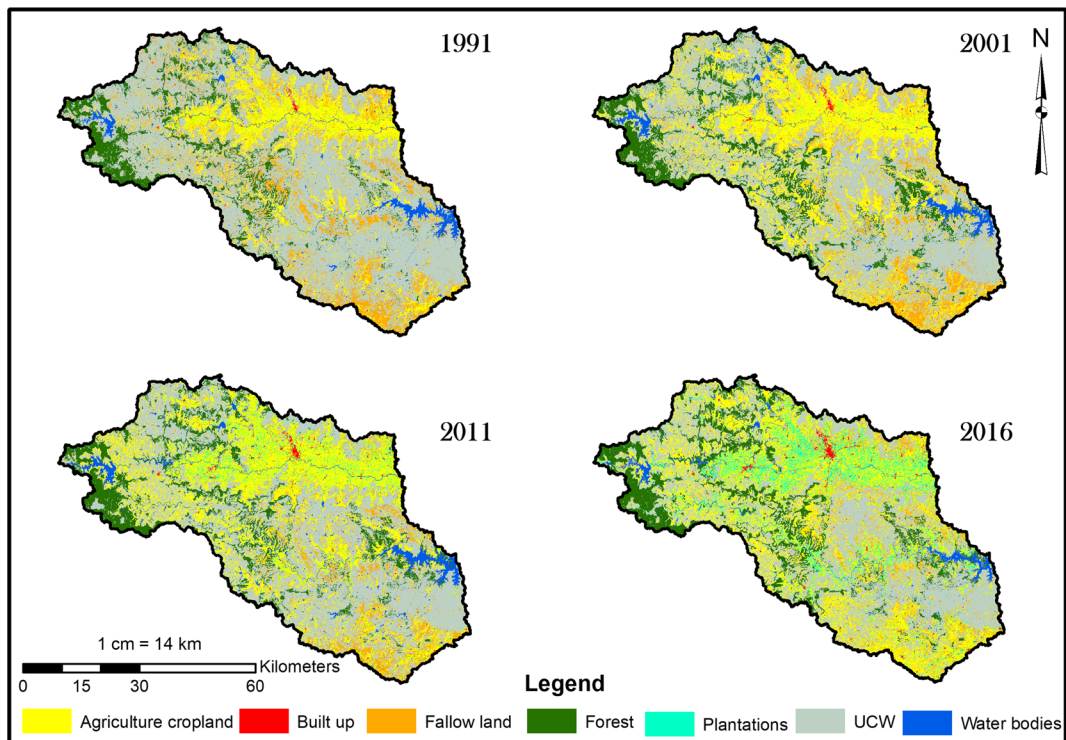 1991
2001
N
2011
2016
1 cm = 14 km
Kilometers
0 15 30 60
Legend
Agriculture cropland
Built up
Fallow land
Forest
Plantations
UCW
Water bodies